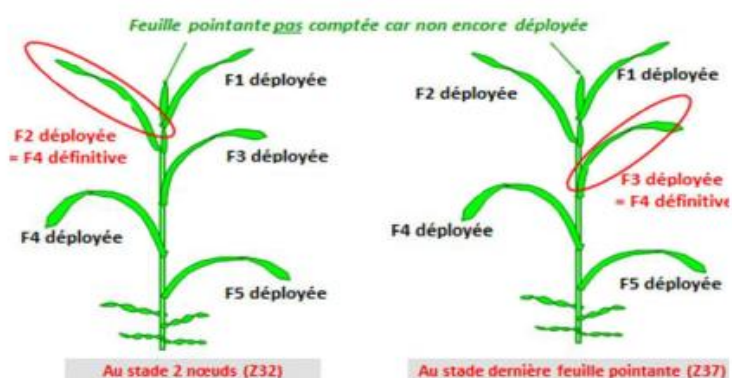 Feuille pointante pas comptée car non encore déployée
F1 déployée
F2 déployée
= F4 définitive
F3 déployée
F4 déployée
F5 déployée
Au stade 2 nœuds (Z32)
F1 déployée
F2 déployée
F3 déployée
= F4 définitive
F4 déployée
F5 déployée
Au stade dernière feuille pointante (Z37)